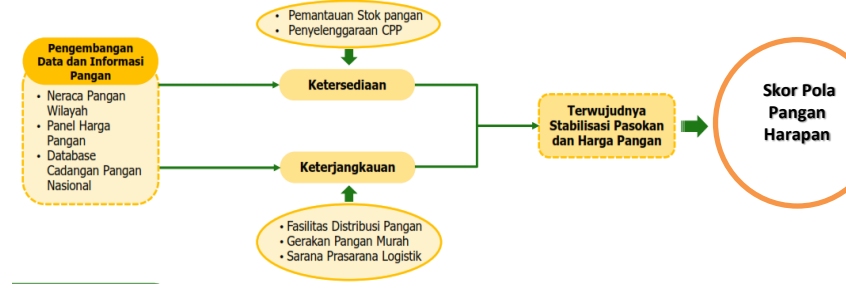 • Pemantauan Stok pangan
• Penyelenggaraan CPP
Pengembangan
Data dan Informasi
Pangan
• Neraca Pangan
Wilayah
• Panel Harga
Pangan
• Database
Cadangan Pangan
Nasional
Ketersediaan
Keterjangkauan
• Fasilitas Distribusi Pangan
• Gerakan Pangan Murah
• Sarana Prasarana Logistik
Terwujudnya
Stabilisasi Pasokan
dan Harga Pangan
Skor Pola
Pangan
Harapan